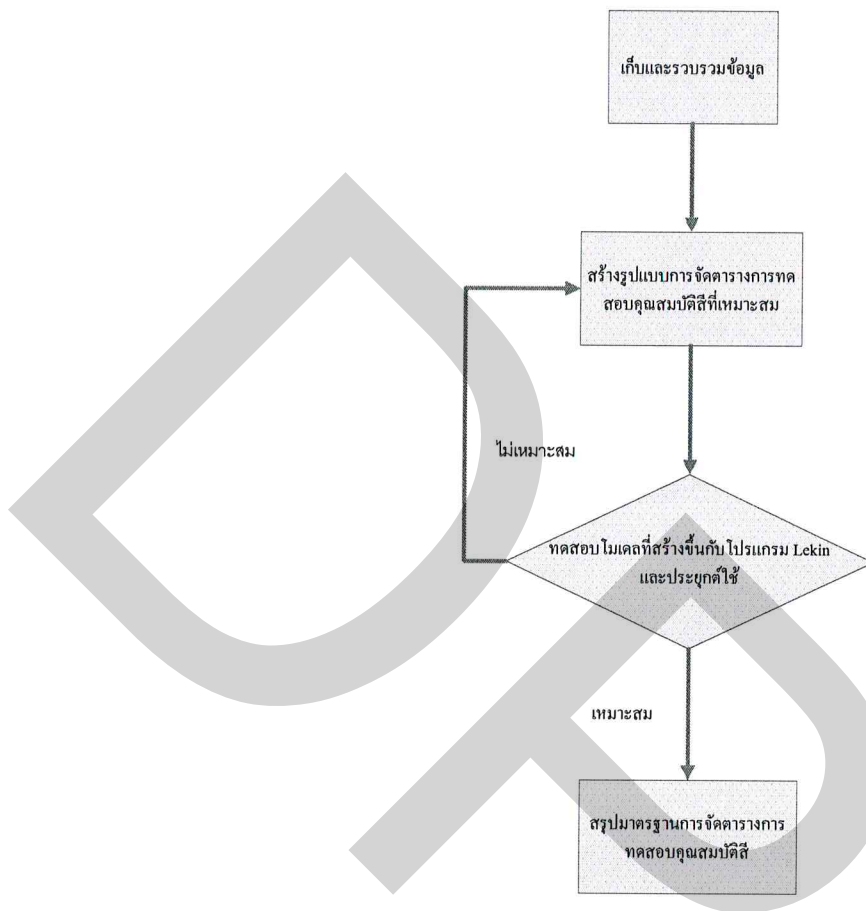 เก็บและรวบรวมข้อมูล
สร้างรูปแบบการจัดตารางการทด
สอบคุณสมบัติสีที่เหมาะสม
ไม่เหมาะสม
ทดสอบโมเดลที่สร้างขึ้นกับโปรแกรม Lekin
และประยุกต์ใช้
เหมาะสม
สรุปมาตรฐานการจัดตารางการ
ทดสอบคุณสมบัติสี